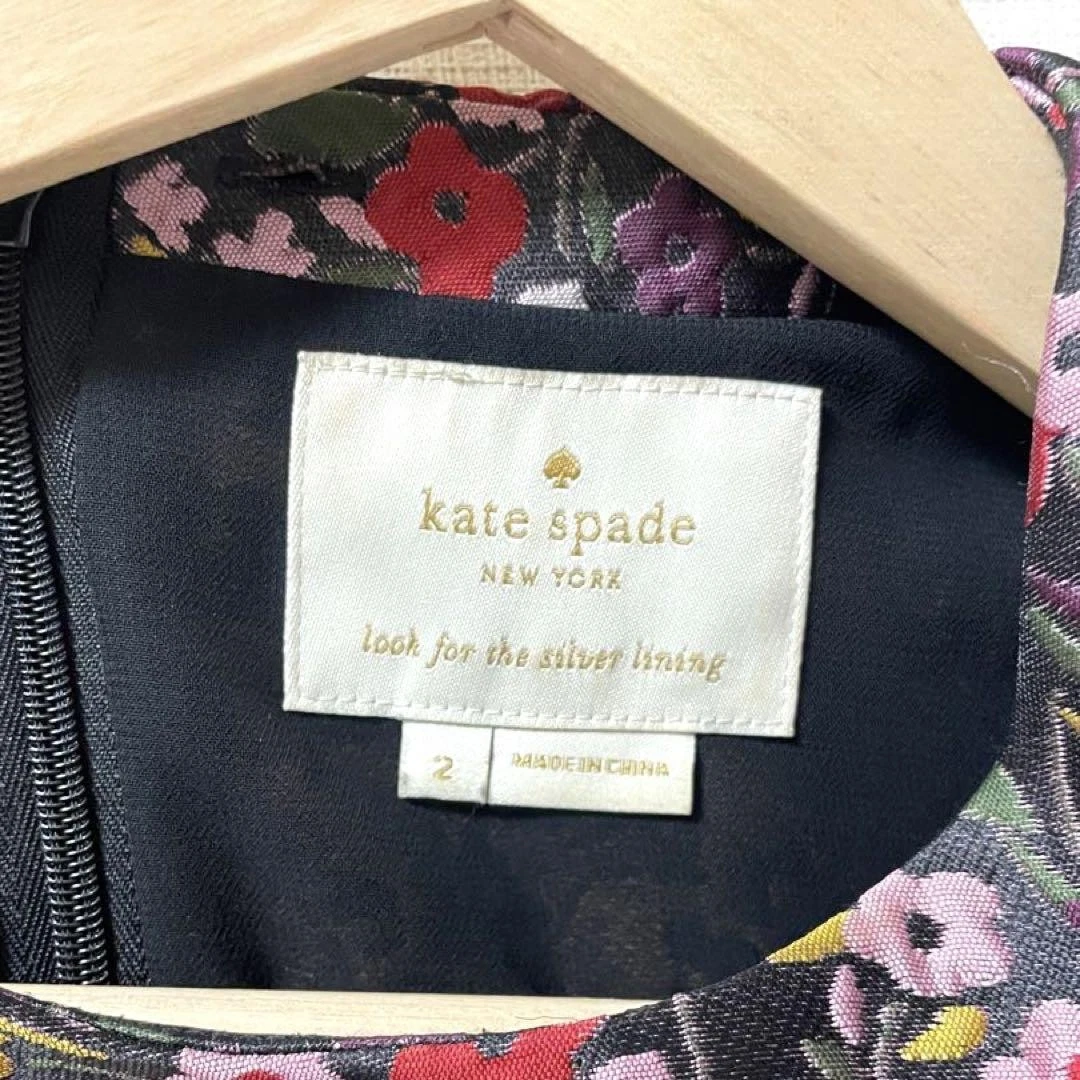 kate spade
NEW YORK
look for the silver lining
2
MADE IN CHINA